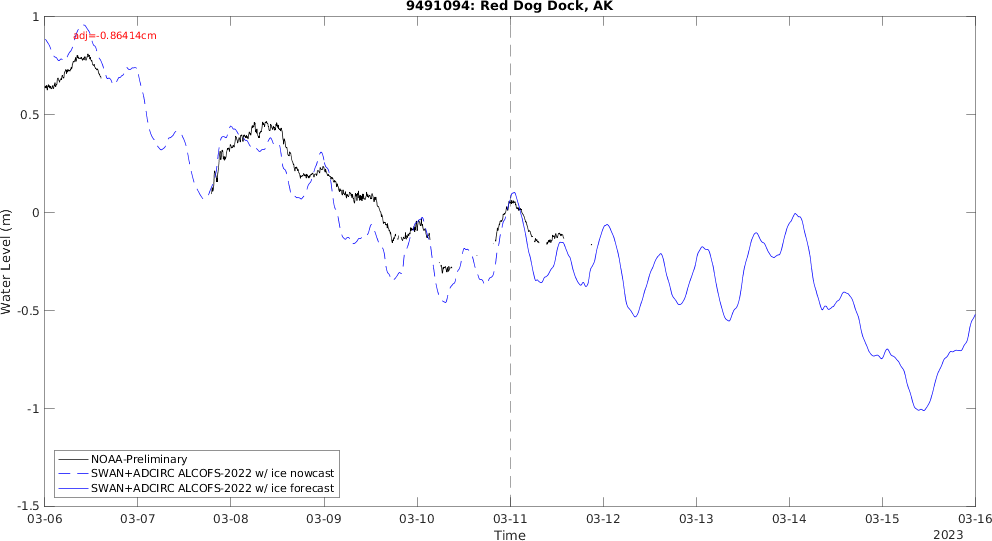 9491094: Red Dog Dock, AK
adj=-0.86414cm
1
0.5
0
-0.5
-1
-1.5
Water Level (m)
NOAA-Preliminary
SWAN+ADCIRC ALCOFS-2022 w/ ice nowcast
SWAN+ADCIRC ALCOFS-2022 w/ ice forecast
03-06 03-07 03-08 03-09 03-10 03-11 03-12 03-13 03-14 03-15 03-16
Time
2023